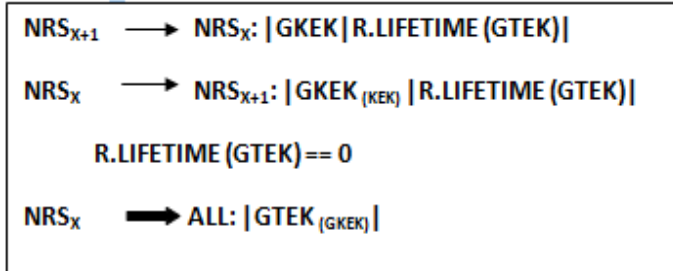 NRSX+1 → NRSX: |GKEK|R.LIFETIME(GTEK)|
NRSX → NRSX+1: |GKEK (KEK) |R.LIFETIME(GTEK)|
R.LIFETIME(GTEK) == 0
NRSX → ALL: |GTEK (GKEK)|